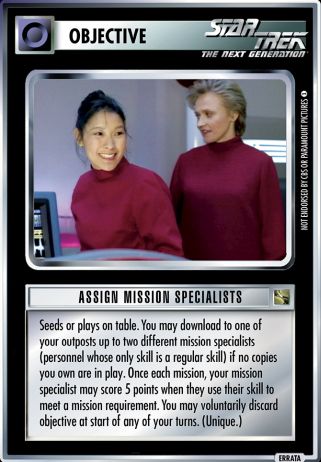 OBJECTIVE
STAR TREK
THE NEXT GENERATION
NOT ENDORSED BY CBS OR PARAMOUNT PICTURES
ASSIGN MISSION SPECIALISTS
Seeds or plays on table. You may download to one
of your outposts up to two different mission specialists
(personnel whose only skill is a regular skill) if no copies
you own are in play. Once each mission, your mission
specialist may score 5 points when they use their skill to
meet a mission requirement. You may voluntarily discard
objective at start of any of your turns. (Unique.)
ERRATA